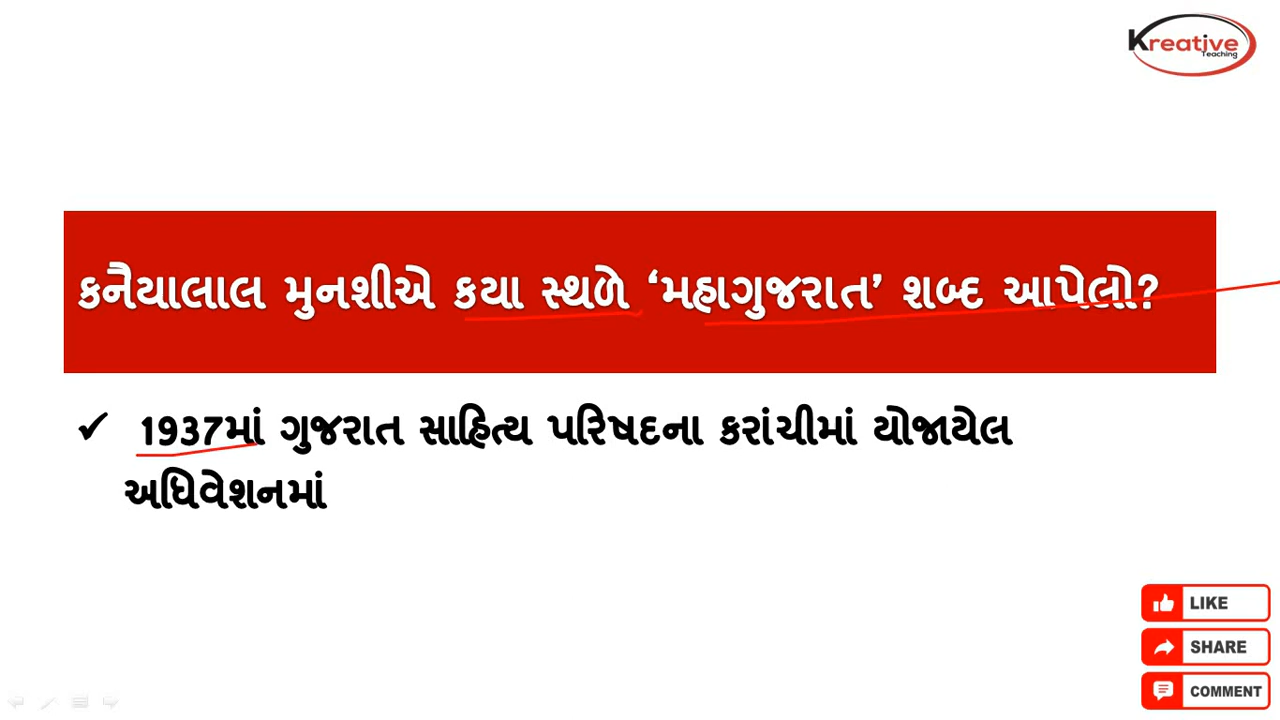 Kreative
Teaching
કનૈયાલાલ મુનશીએ કયા સ્થળે ‘મહાગુજરાત’ શબ્દ આપેલો?
✓ 1937માં ગુજરાત સાહિત્ય પરિષદના કરાંચીમાં યોજાયેલ
અધિવેશનમાં
LIKE
SHARE
COMMENT